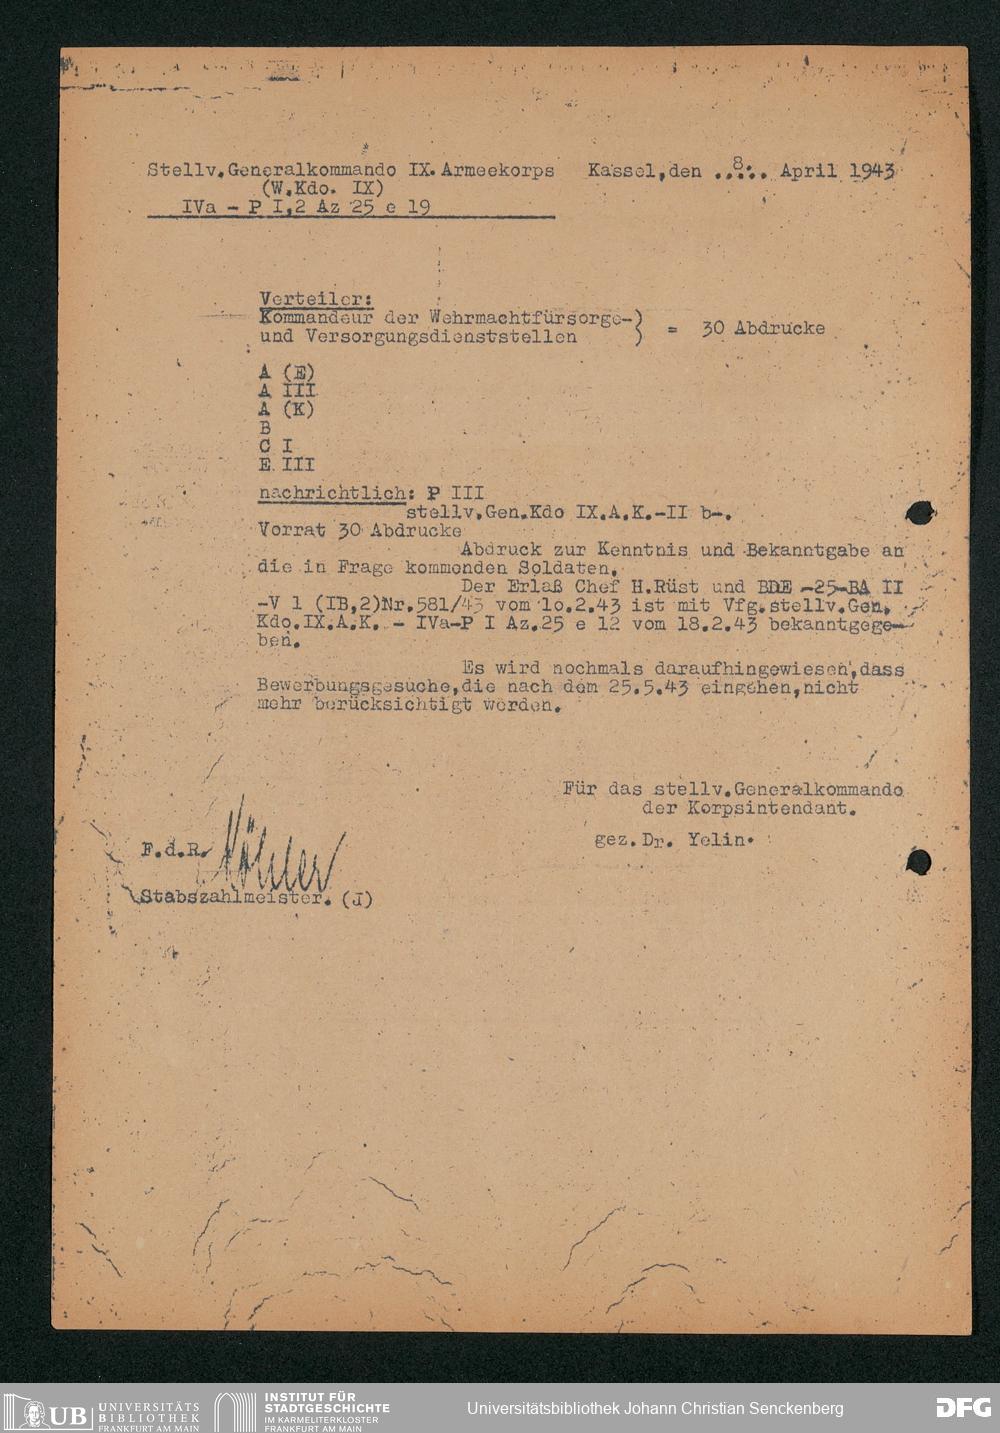 Stellv.Generalkommando IX.Armeekorps Kassel,den ..8... April 1943
(W.Kdo. IX)
IVa - P I,2 Az 25 e 19
Verteiler:
Kommandeur der Wehrmachtfürsorge-)
und Versorgungsdienststellen ) = 30 Abdrucke
A (E)
A III
A (K)
B
C I
E III
nachrichtlich: P III
stellv.Gen.Kdo IX.A.K.-II b-.
Vorrat 30 Abdrucke
Abdruck zur Kenntnis und Bekanntgabe an
die in Frage kommenden Soldaten.
Der Erlaß Chef H.Rüst und BDE -25-BA II
-V 1 (IB,2)Nr.581/43 vom 1o.2.43 ist mit Vfg.stellv.Gen.
Kdo.IX.A.K. - IVa-P I Az.25 e 12 vom 18.2.43 bekanntgege-
ben.
Es wird nochmals daraufhingewiesen,dass
Bewerbungsgesuche,die nach dem 25.5.43 eingehen,nicht
mehr berücksichtigt werden.
Für das stellv.Generalkommando
der Korpsintendant.
gez.Dr. Yelin.
F.d.R.
Stabszahlmeister. (J)
UB UNIVERSITÄTS
BIBLIOTHEK
FRANKFURT AM MAIN
INSTITUT FÜR
STADTGESCHICHTE
IM KARMELITERKLOSTER
FRANKFURT AM MAIN
Universitätsbibliothek Johann Christian Senckenberg
DFG